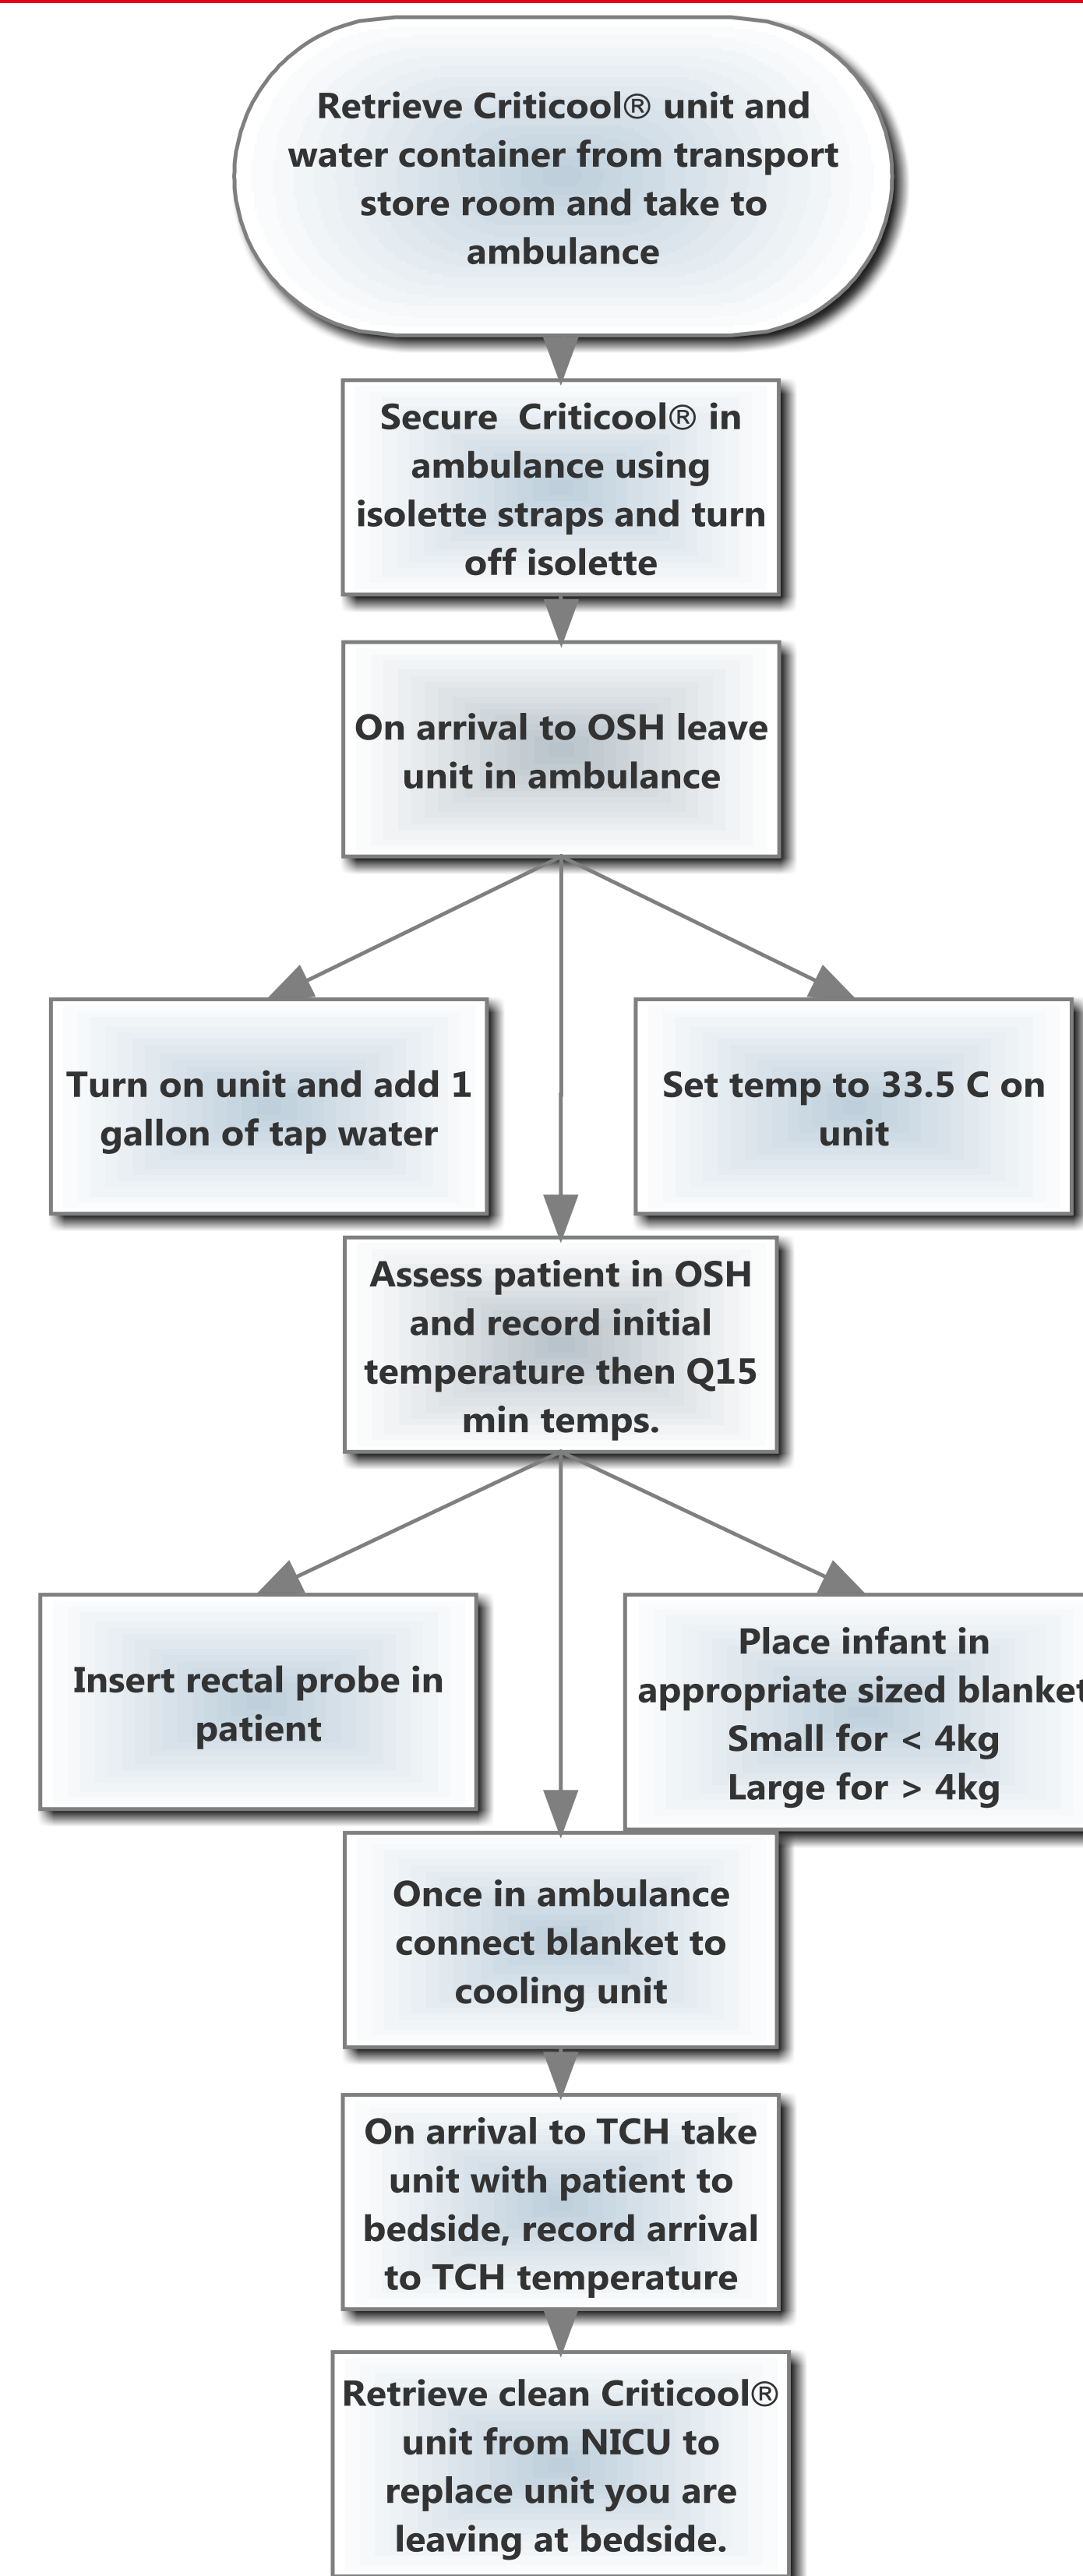 Retrieve Criticool® unit and
water container from transport
store room and take to
ambulance
Secure Criticool® in
ambulance using
isolette straps and turn
off isolette
On arrival to OSH leave
unit in ambulance
Turn on unit and add 1
gallon of tap water
Set temp to 33.5 C on
unit
Assess patient in OSH
and record initial
temperature then Q15
min temps.
Insert rectal probe in
patient
Place infant in
appropriate sized blanket
Small for < 4kg
Large for > 4kg
Once in ambulance
connect blanket to
cooling unit
On arrival to TCH take
unit with patient to
bedside, record arrival
to TCH temperature
Retrieve clean Criticool®
unit from NICU to
replace unit you are
leaving at bedside.